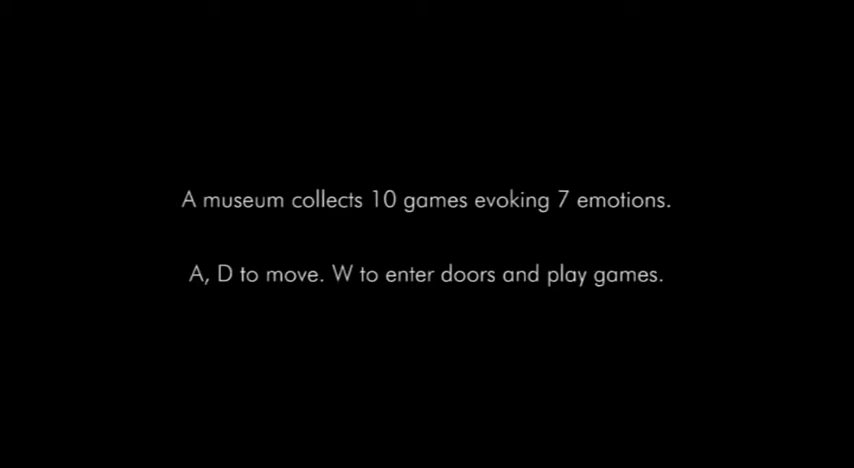 A museum collects 10 games evoking 7 emotions.
A, D to move. W to enter doors and play games.